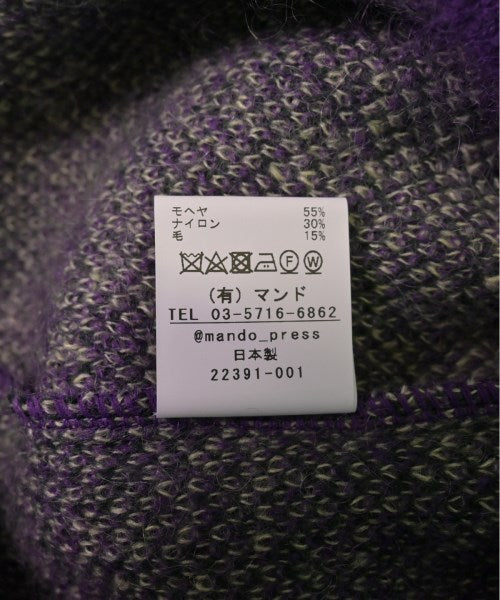 モヘヤ 55%
ナイロン 30%
毛 15%
F W
(有) マンド
TEL 03-5716-6862
@mando_press
日本製
22391-001